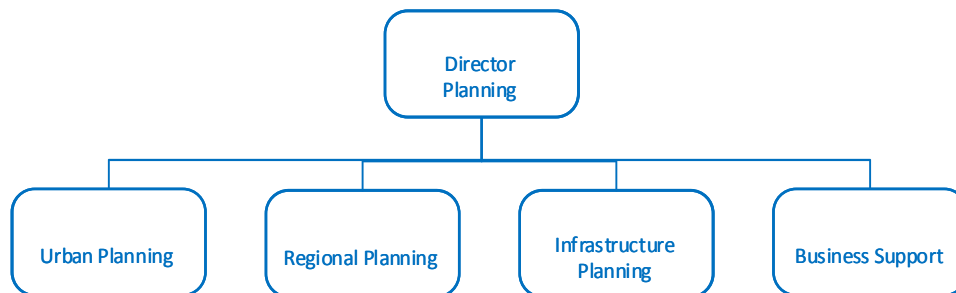 Director
Planning
Urban Planning
Regional Planning
Infrastructure
Planning
Business Support